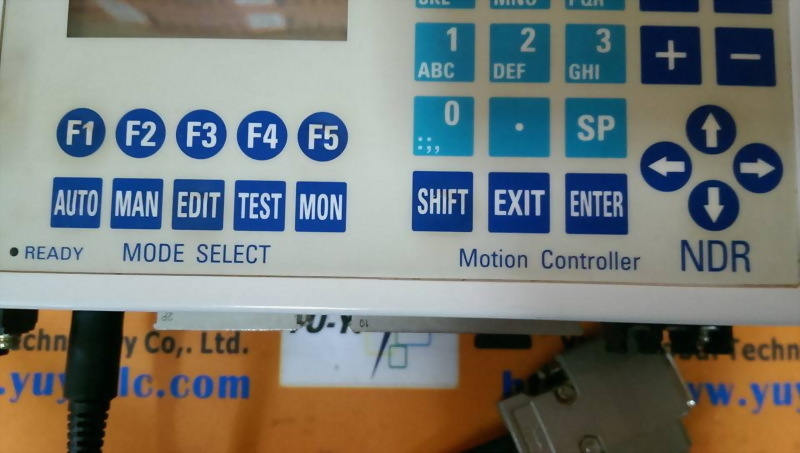 1 2 3 +  −
ABC DEF GHI
0 . SP
:;,
F1 F2 F3 F4 F5
AUTO MAN EDIT TEST MON
SHIFT EXIT ENTER
READY MODE SELECT
Motion Controller NDR
Co,. Ltd.